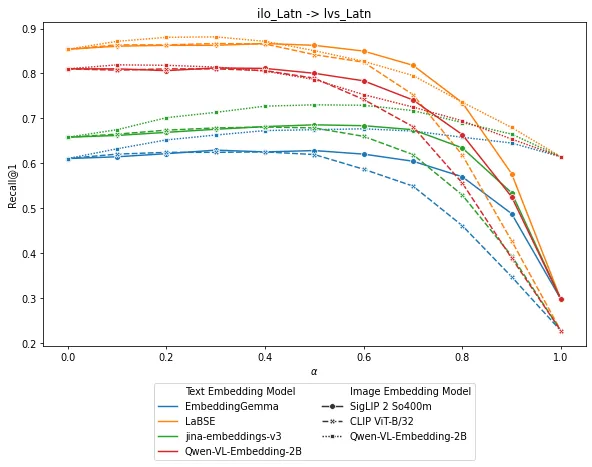 ilo_Latn -> lvs_Latn
Recall@1
0.9
0.8
0.7
0.6
0.5
0.4
0.3
0.2
0.0 0.2 0.4 0.6 0.8 1.0
α
Text Embedding Model Image Embedding Model
EmbeddingGemma SigLIP 2 So400m
LaBSE CLIP ViT-B/32
jina-embeddings-v3 Qwen-VL-Embedding-2B
Qwen-VL-Embedding-2B